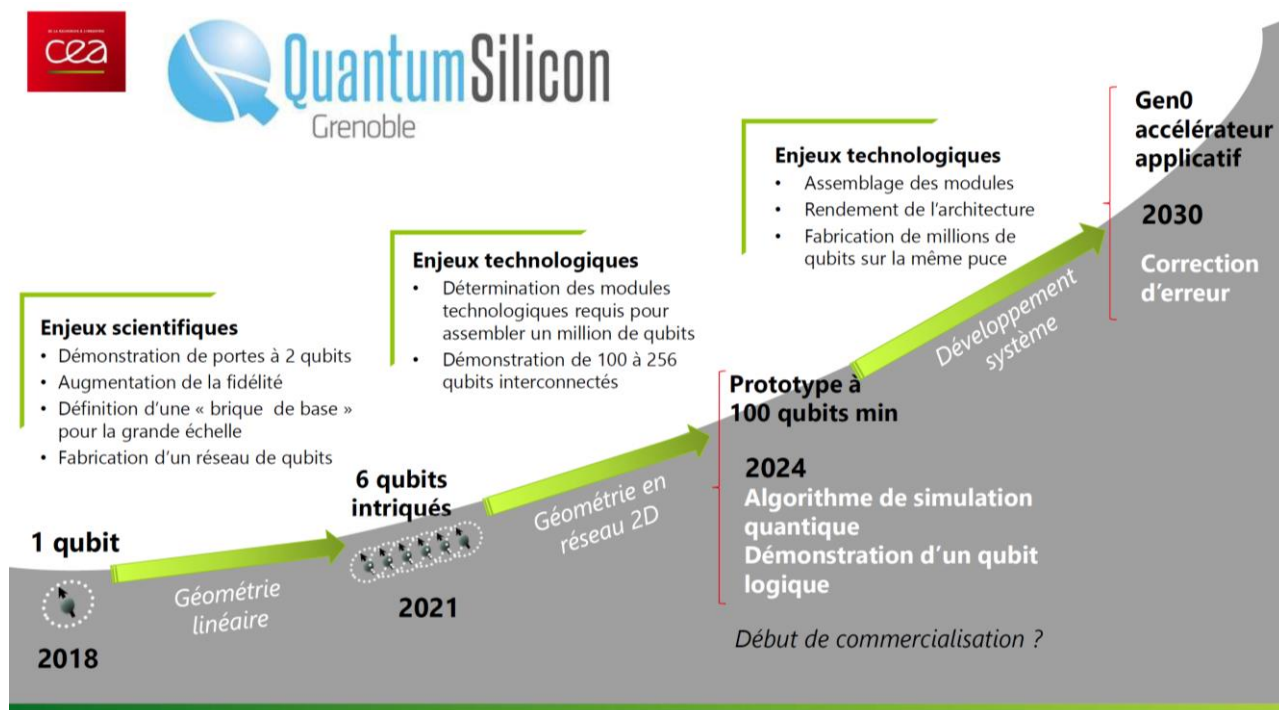 DE LA RECHERCHE À L'INDUSTRIE
cea
QuantumSilicon
Grenoble
Enjeux scientifiques
• Démonstration de portes à 2 qubits
• Augmentation de la fidélité
• Définition d'une « brique de base »
pour la grande échelle
• Fabrication d'un réseau de qubits
1 qubit
2018
Géométrie
linéaire
Enjeux technologiques
• Détermination des modules
technologiques requis pour
assembler un million de qubits
• Démonstration de 100 à 256
qubits interconnectés
6 qubits
intriqués
2021
Géométrie en
réseau 2D
Enjeux technologiques
• Assemblage des modules
• Rendement de l'architecture
• Fabrication de millions de
qubits sur la même puce
Prototype à
100 qubits min
2024
Algorithme de simulation
quantique
Démonstration d'un qubit
logique
Début de commercialisation ?
Développement
système
Gen0
accélérateur
applicatif
2030
Correction
d'erreur